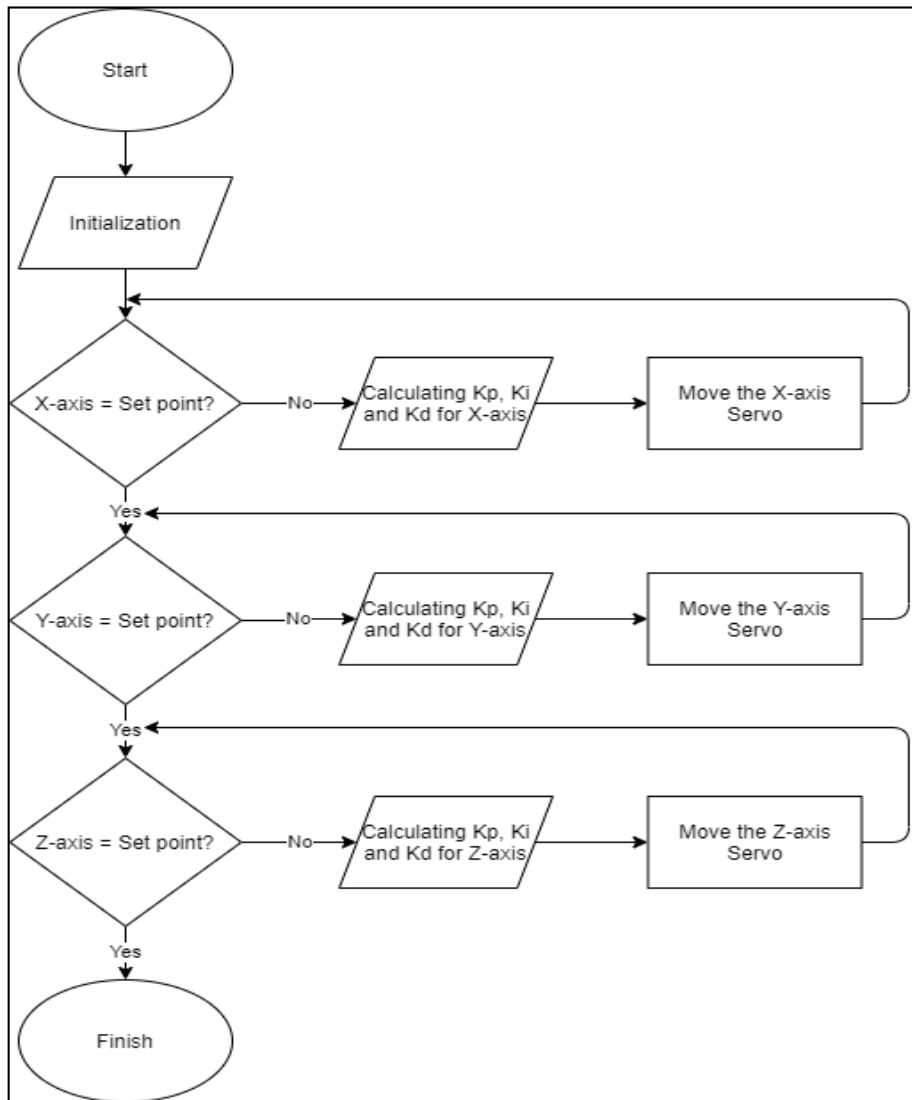 Start
Initialization
X-axis = Set point?
No
Calculating Kp, Ki
and Kd for X-axis
Move the X-axis
Servo
Yes
Y-axis = Set point?
No
Calculating Kp, Ki
and Kd for Y-axis
Move the Y-axis
Servo
Yes
Z-axis = Set point?
No
Calculating Kp, Ki
and Kd for Z-axis
Move the Z-axis
Servo
Yes
Finish